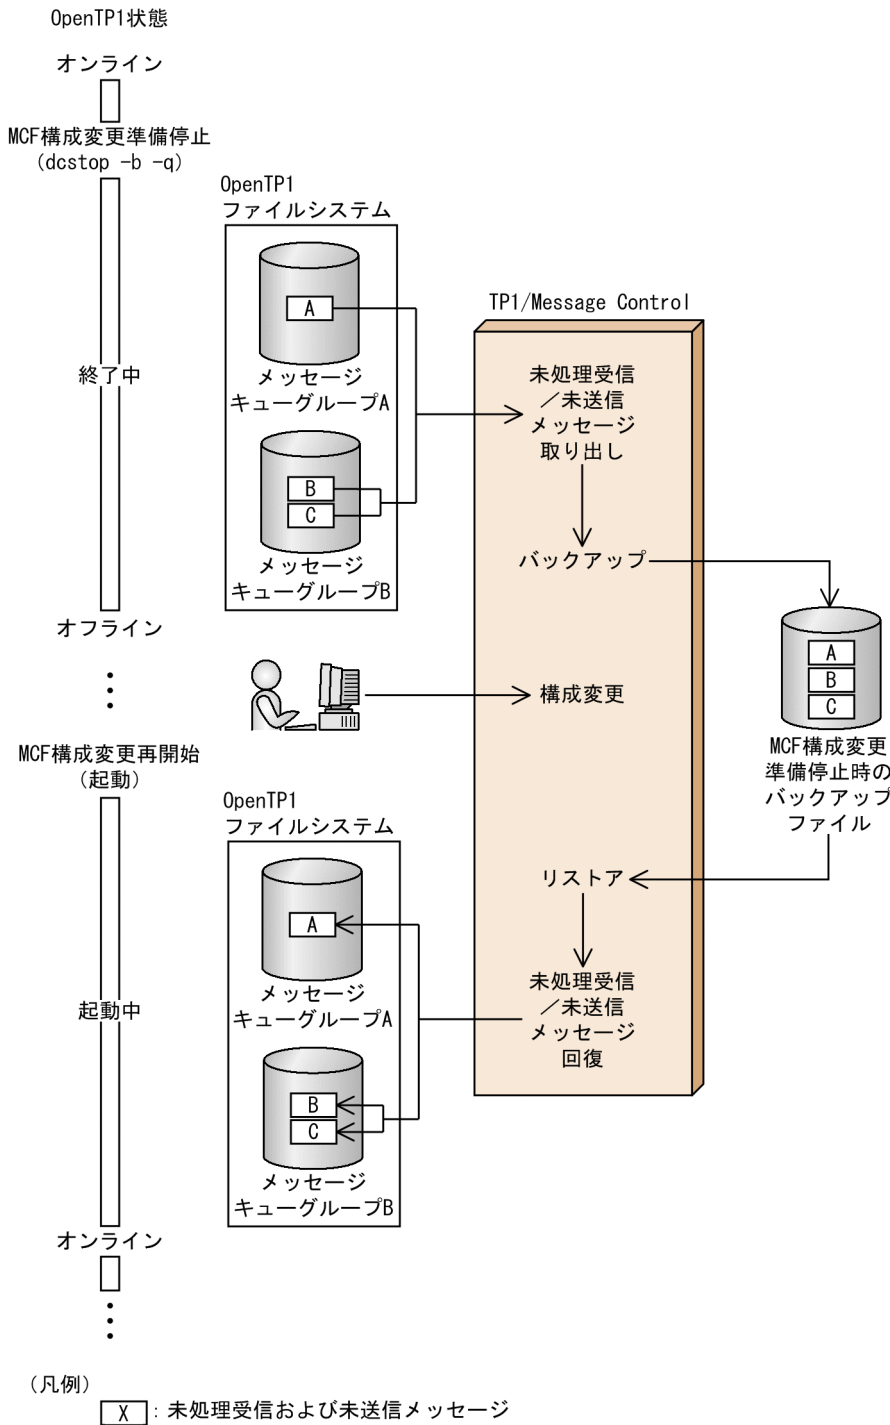 OpenTP1状態
オンライン
MCF構成変更準備停止
(dcstop -b -q)
終了中
オフライン
OpenTP1
ファイルシステム
A
メッセージ
キューグループA
B
C
メッセージ
キューグループB
TP1/Message Control
未処理受信
／未送信
メッセージ
取り出し
バックアップ
構成変更
A
B
C
MCF構成変更
準備停止時の
バックアップ
ファイル
MCF構成変更再開始
(起動)
起動中
オンライン
OpenTP1
ファイルシステム
A
メッセージ
キューグループA
B
C
メッセージ
キューグループB
リストア
未処理受信
／未送信
メッセージ
回復
(凡例)
X : 未処理受信および未送信メッセージ